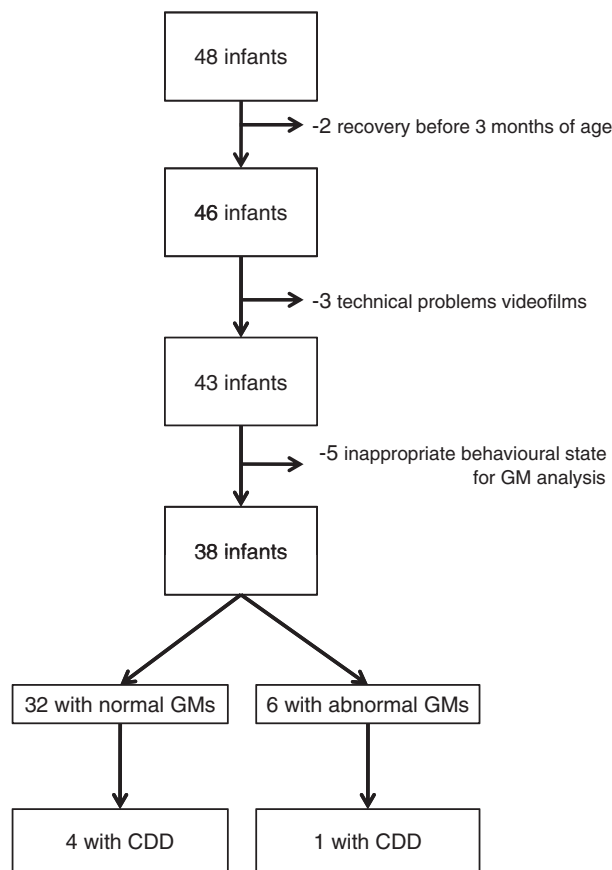 48 infants
-2 recovery before 3 months of age
46 infants
-3 technical problems videofilms
43 infants
-5 inappropriate behavioural state
for GM analysis
38 infants
32 with normal GMs
6 with abnormal GMs
4 with CDD
1 with CDD